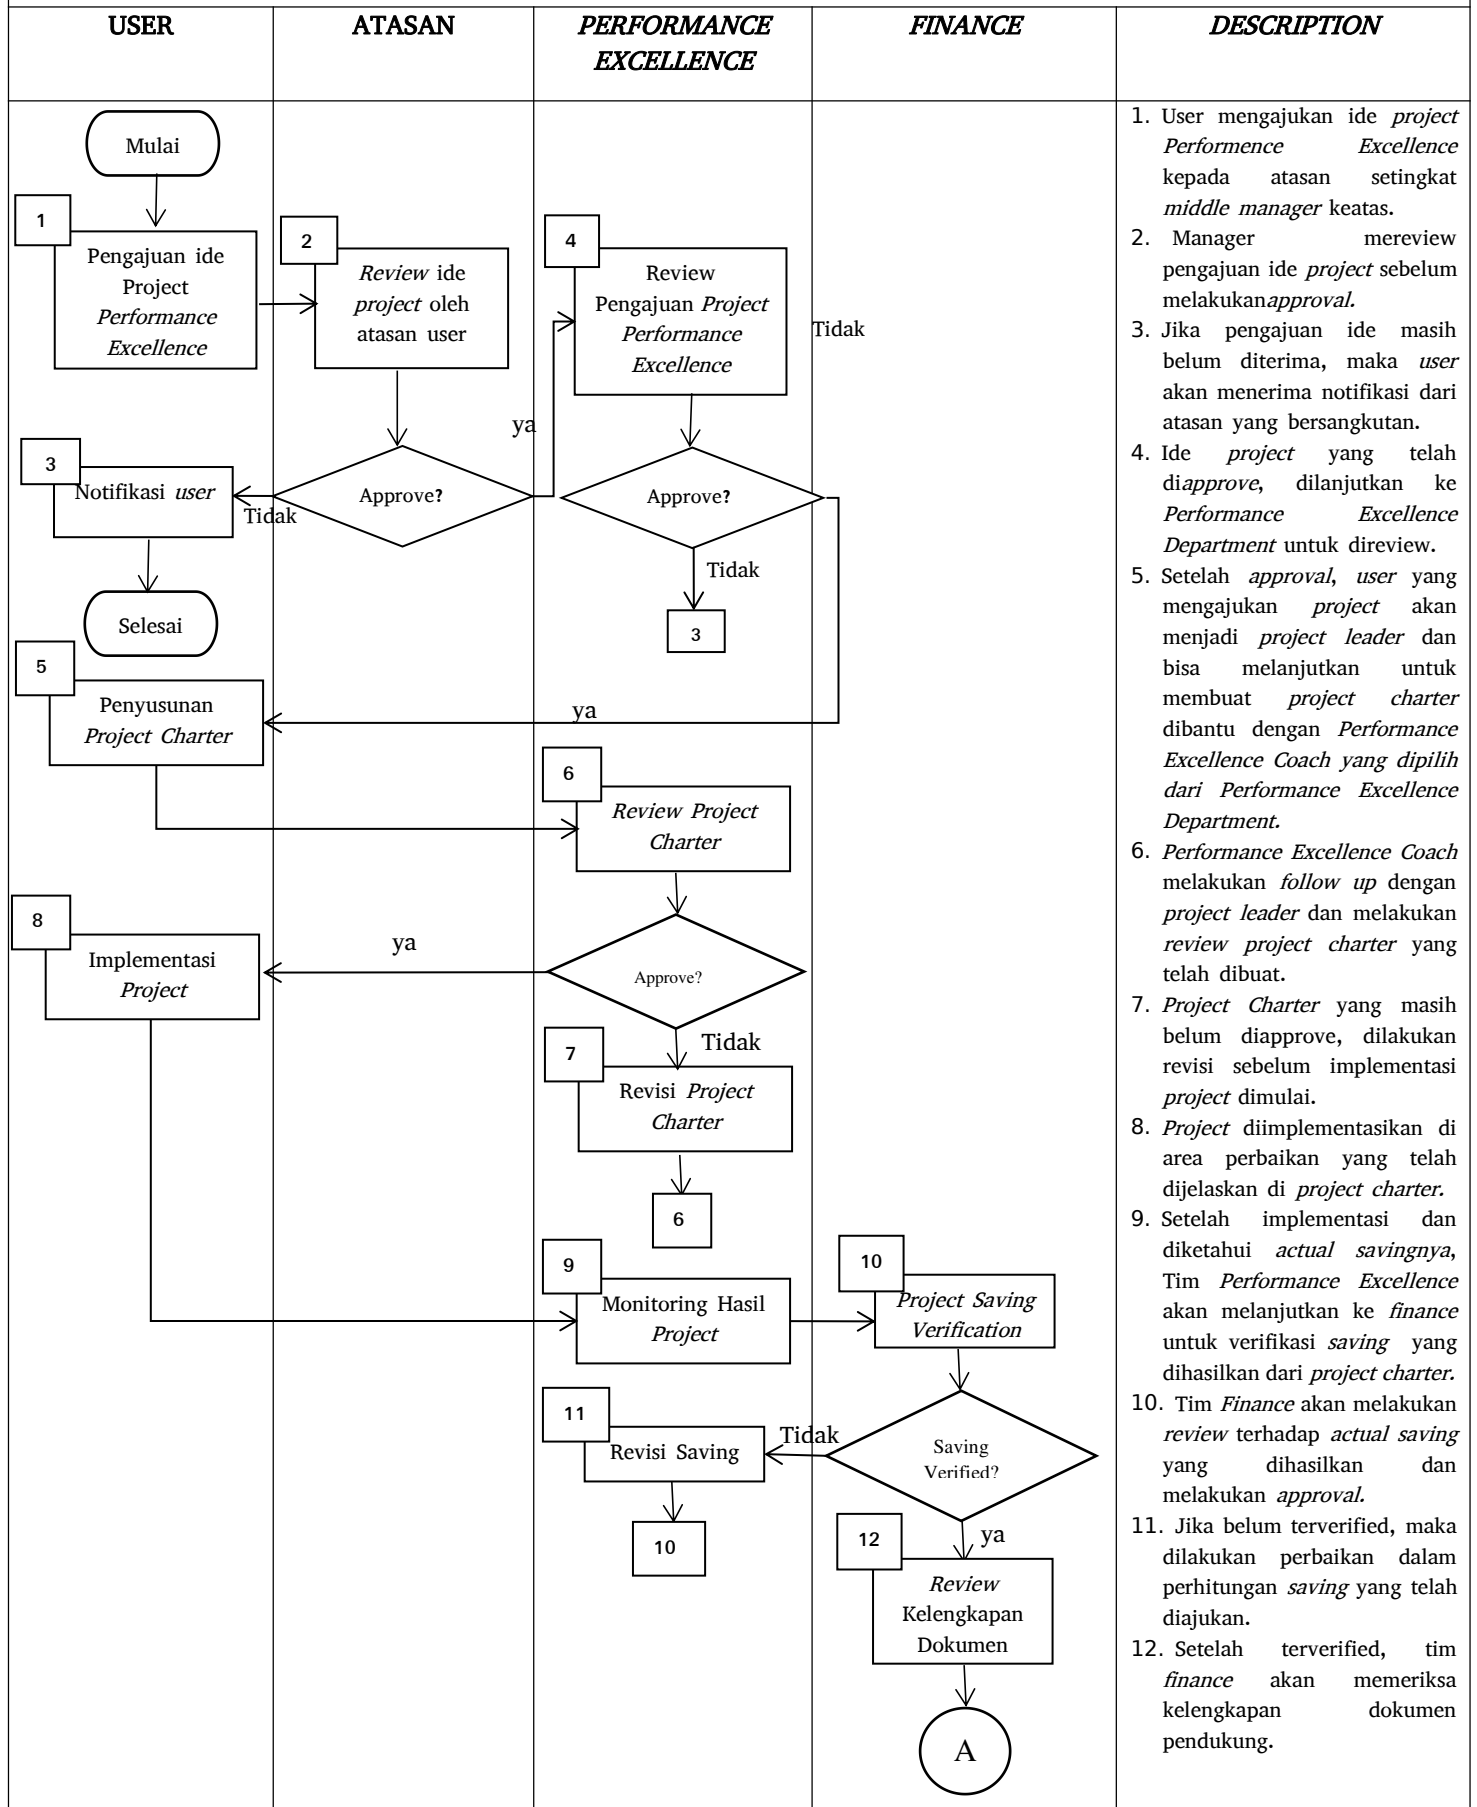 USER
ATASAN
PERFORMANCE
EXCELLENCE
FINANCE
DESCRIPTION
Mulai
1
Pengajuan ide
Project
Performance
Excellence
2
Review ide
project oleh
atasan user
4
Review
Pengajuan Project
Performance
Excellence
Tidak
ya
3
Notifikasi user
Tidak
Approve?
Approve?
Tidak
3
Selesai
5
Penyusunan
Project Charter
ya
6
Review Project
Charter
8
Implementasi
Project
ya
Approve?
Tidak
7
Revisi Project
Charter
6
9
Monitoring Hasil
Project
10
Project Saving
Verification
11
Revisi Saving
Tidak
Saving
Verified?
10
ya
12
Review
Kelengkapan
Dokumen
A
1. User mengajukan ide project
Performence Excellence
kepada atasan setingkat
middle manager keatas.
2. Manager mereview
pengajuan ide project sebelum
melakukanapproval.
3. Jika pengajuan ide masih
belum diterima, maka user
akan menerima notifikasi dari
atasan yang bersangkutan.
4. Ide project yang telah
diapprove, dilanjutkan ke
Performance Excellence
Department untuk direview.
5. Setelah approval, user yang
mengajukan project akan
menjadi project leader dan
bisa melanjutkan untuk
membuat project charter
dibantu dengan Performance
Excellence Coach yang dipilih
dari Performance Excellence
Department.
6. Performance Excellence Coach
melakukan follow up dengan
project leader dan melakukan
review project charter yang
telah dibuat.
7. Project Charter yang masih
belum diapprove, dilakukan
revisi sebelum implementasi
project dimulai.
8. Project diimplementasikan di
area perbaikan yang telah
dijelaskan di project charter.
9. Setelah implementasi dan
diketahui actual savingnya,
Tim Performance Excellence
akan melanjutkan ke finance
untuk verifikasi saving yang
dihasilkan dari project charter.
10. Tim Finance akan melakukan
review terhadap actual saving
yang dihasilkan dan
melakukan approval.
11. Jika belum terverified, maka
dilakukan perbaikan dalam
perhitungan saving yang telah
diajukan.
12. Setelah terverified, tim
finance akan memeriksa
kelengkapan dokumen
pendukung.